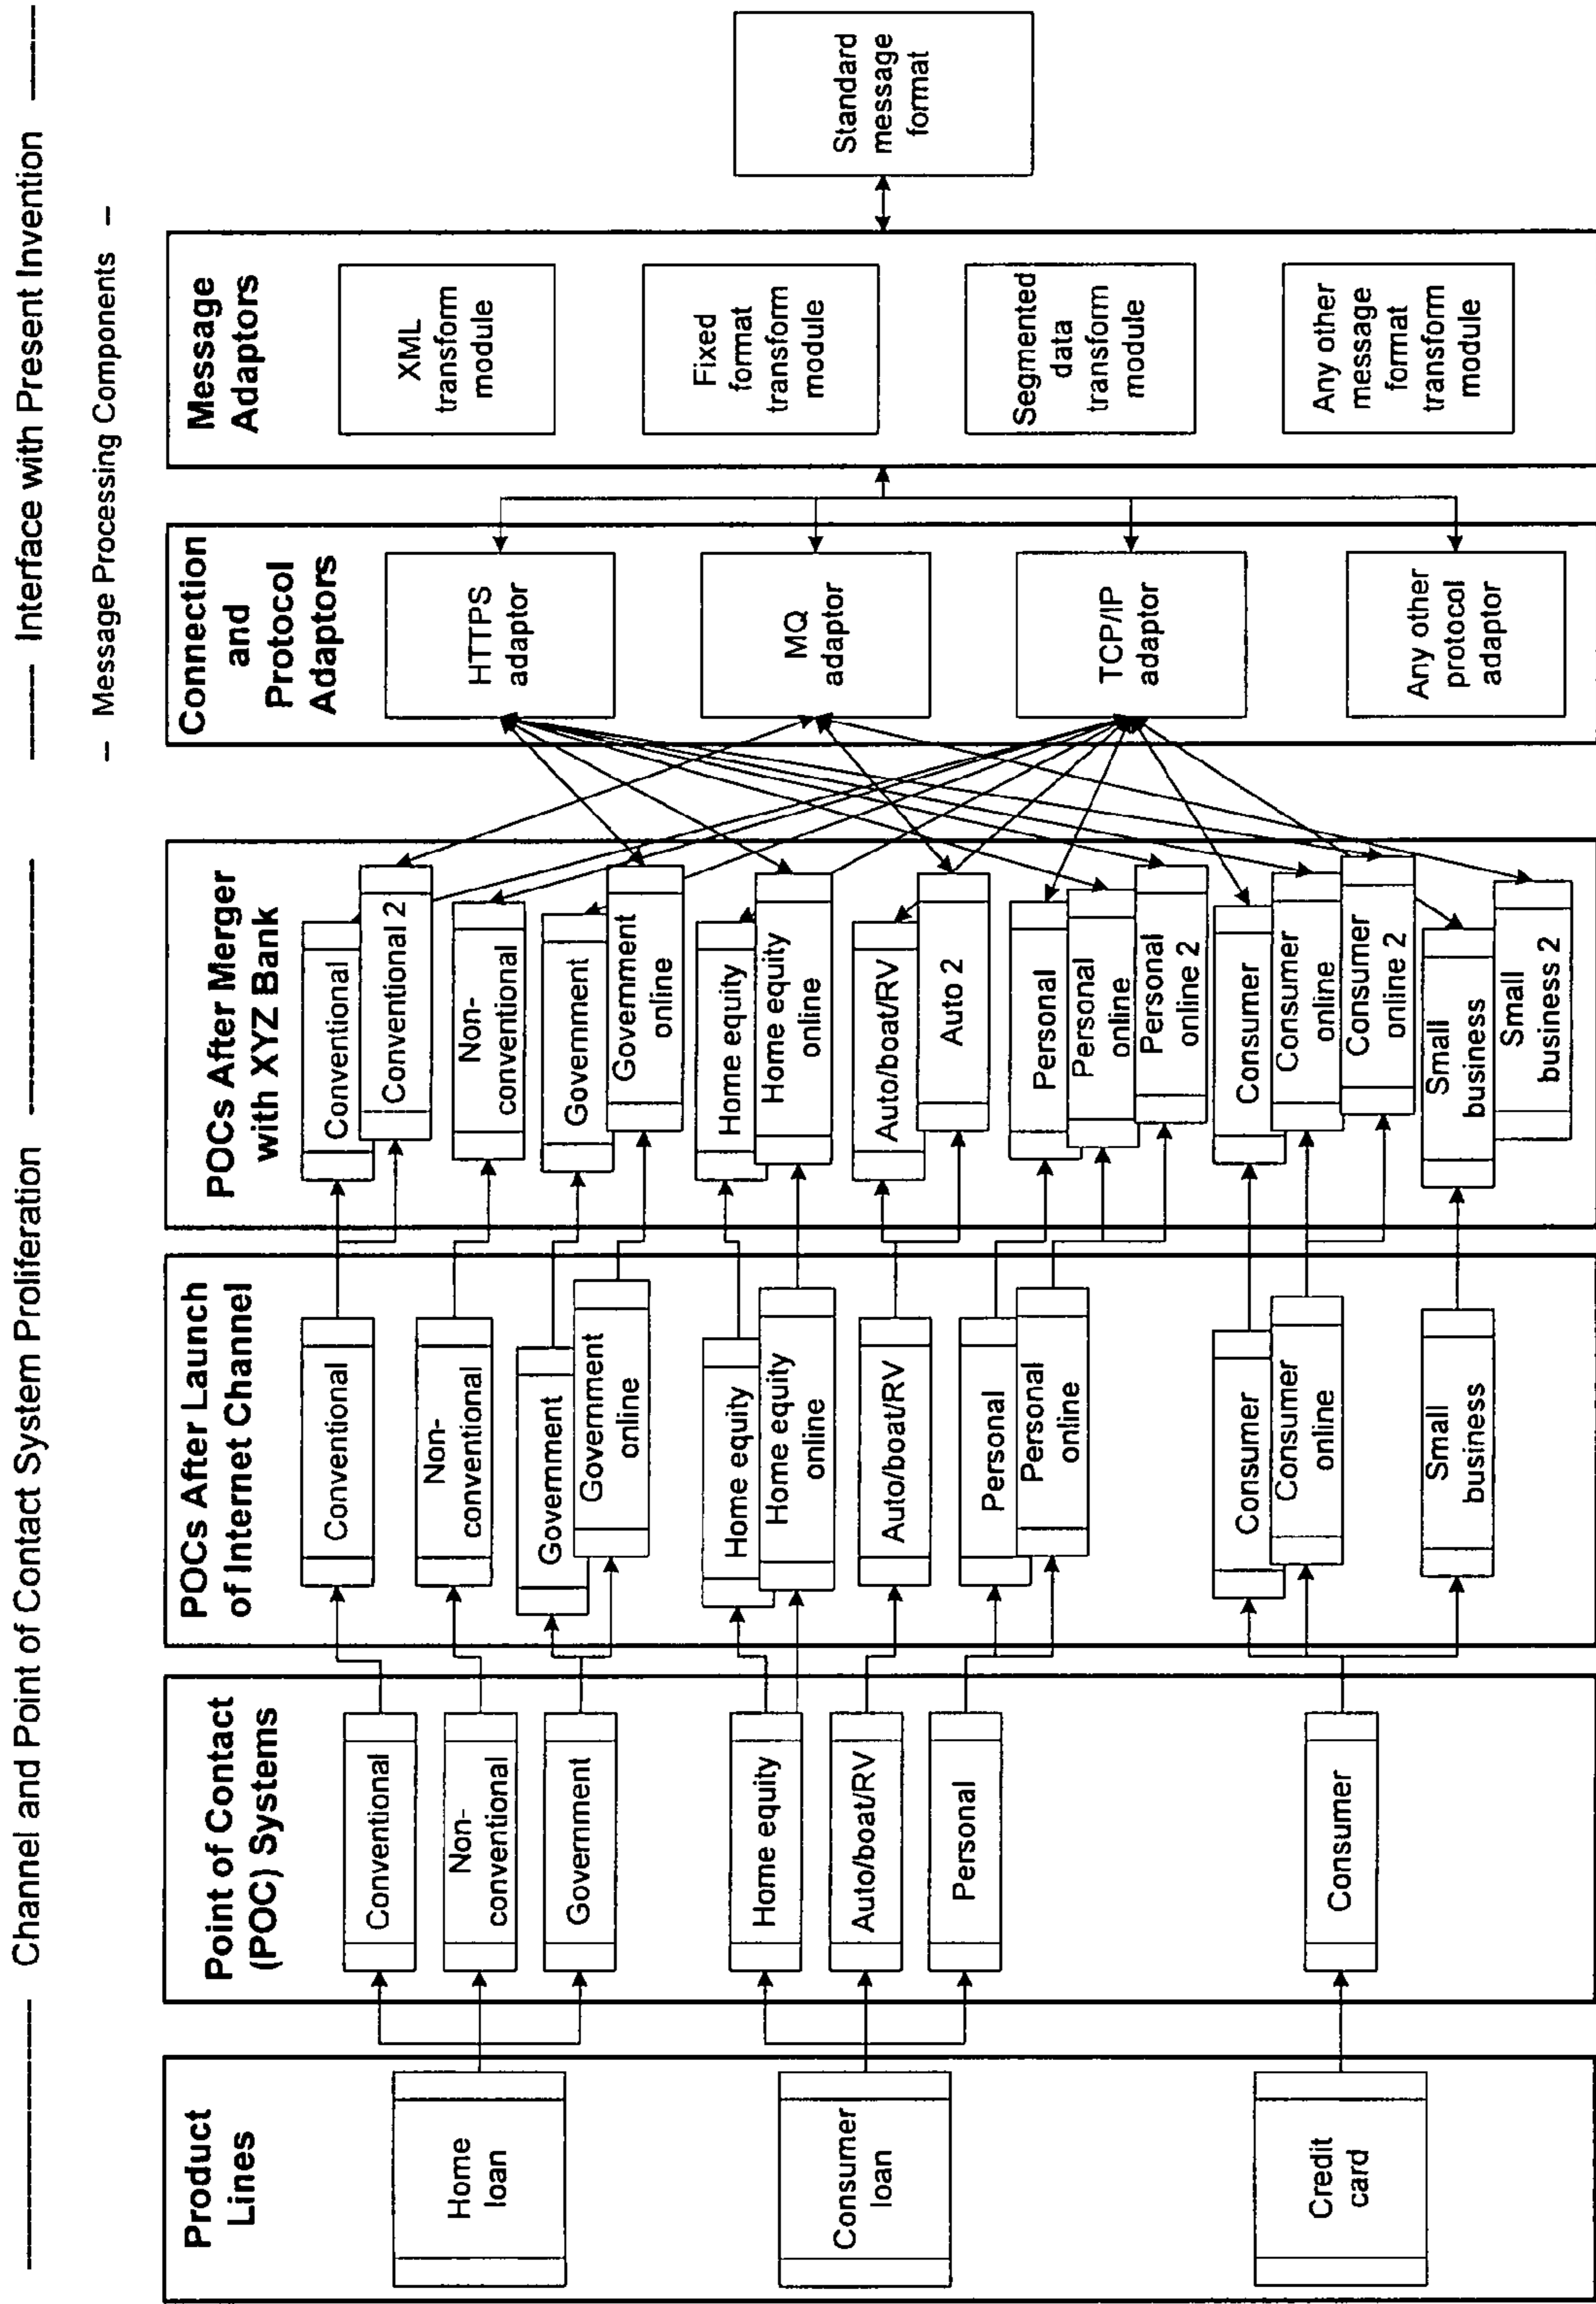 Channel and Point of Contact System Proliferation
Interface with Present Invention
Message Processing Components
Product
Lines
Home
loan
Consumer
loan
Credit
card
Point of Contact
(POC) Systems
Conventional
Non-
conventional
Government
Home equity
Auto/boat/RV
Personal
Consumer
POCs After Launch
of Internet Channel
Conventional
Non-
conventional
Government
Government
online
Home equity
Home equity
online
Auto/boat/RV
Personal
Personal
online
Consumer
Consumer
online
Small
business
POCs After Merger
with XYZ Bank
Conventional
Conventional 2
Non-
conventional
Government
Government
online
Home equity
Home equity
online
Auto/boat/RV
Auto 2
Personal
Personal
online
Personal
online 2
Consumer
Consumer
online
Consumer
online 2
Small
business
Small
business 2
Connection
and
Protocol
Adaptors
HTTPS
adaptor
MQ
adaptor
TCP/IP
adaptor
Any other
protocol
adaptor
Message
Adaptors
XML
transform
module
Fixed
format
transform
module
Segmented
data
transform
module
Any other
message
format
transform
module
Standard
message
format